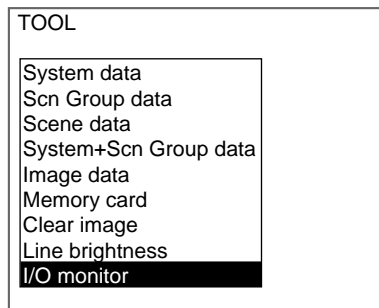 TOOL
System data
Scn Group data
Scene data
System+Scn Group data
Image data
Memory card
Clear image
Line brightness
I/O monitor